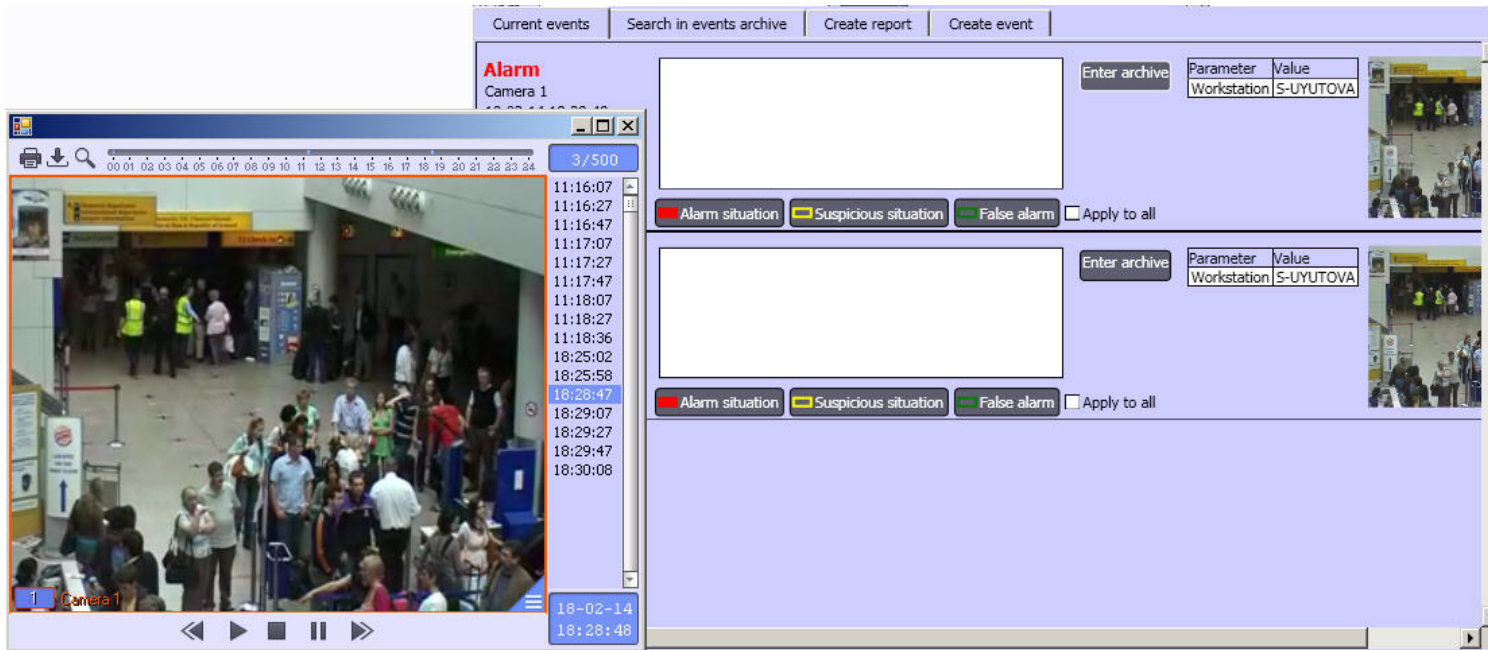 Current events
Search in events archive
Create report
Create event
Alarm
Camera 1
Enter archive
Parameter Value
Workstation S-UYUTOVA
Alarm situation
Suspicious situation
False alarm
Apply to all
Enter archive
Parameter Value
Workstation S-UYUTOVA
Alarm situation
Suspicious situation
False alarm
Apply to all
00 01 02 03 04 05 06 07 08 09 10 11 12 13 14 15 16 17 18 19 20 21 22 23 24
3/500
11:16:07
11:16:27
11:16:47
11:17:07
11:17:27
11:17:47
11:18:07
11:18:27
11:18:36
18:25:02
18:25:58
18:28:47
18:29:07
18:29:27
18:29:47
18:30:08
1 Camera 1
18-02-14
18:28:48